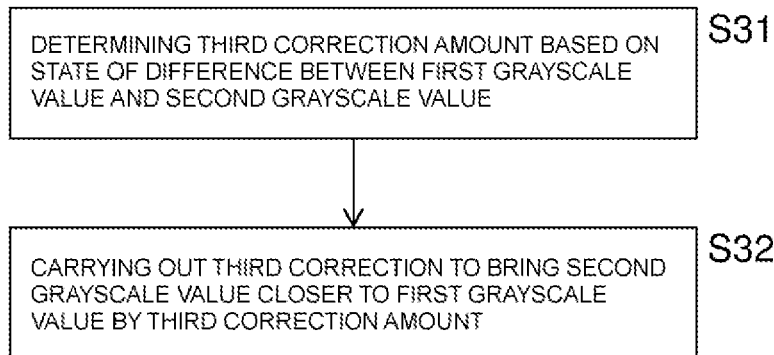 S31
DETERMINING THIRD CORRECTION AMOUNT BASED ON
STATE OF DIFFERENCE BETWEEN FIRST GRAYSCALE
VALUE AND SECOND GRAYSCALE VALUE
S32
CARRYING OUT THIRD CORRECTION TO BRING SECOND
GRAYSCALE VALUE CLOSER TO FIRST GRAYSCALE
VALUE BY THIRD CORRECTION AMOUNT